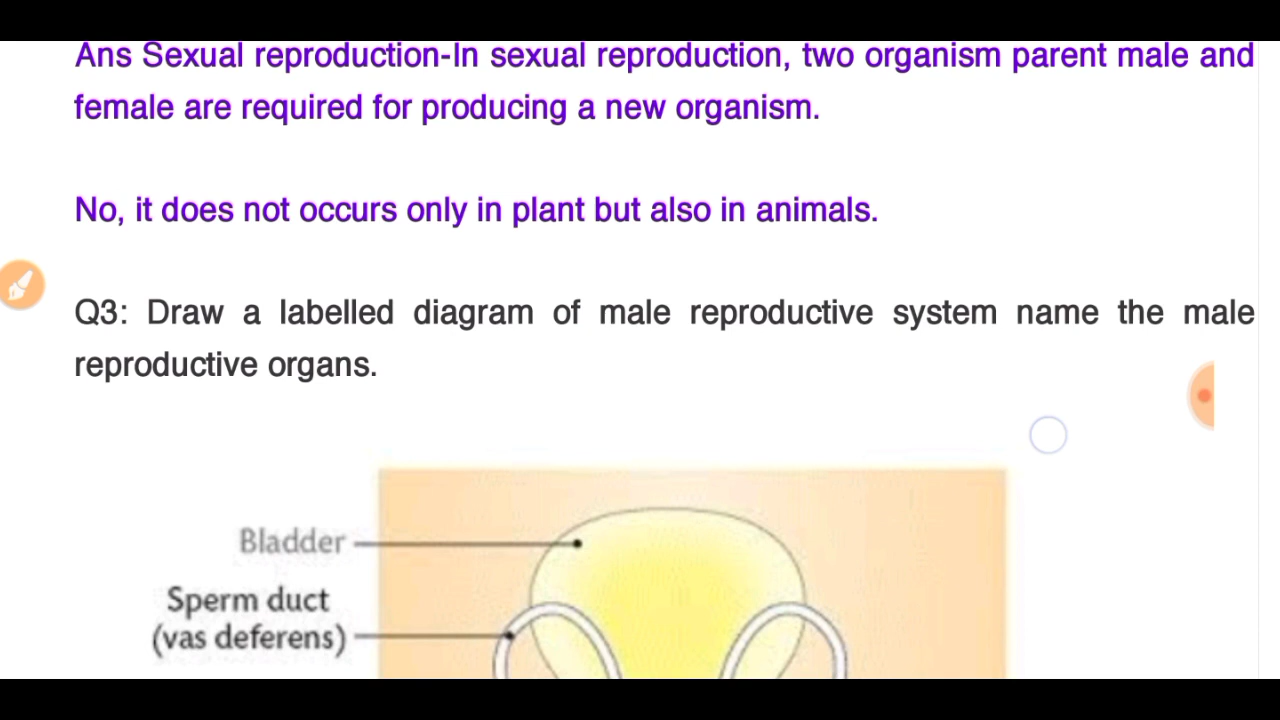 Ans Sexual reproduction-In sexual reproduction, two organism parent male and
female are required for producing a new organism.
No, it does not occurs only in plant but also in animals.
Q3: Draw a labelled diagram of male reproductive system name the male
reproductive organs.
Bladder
Sperm duct
(vas deferens)